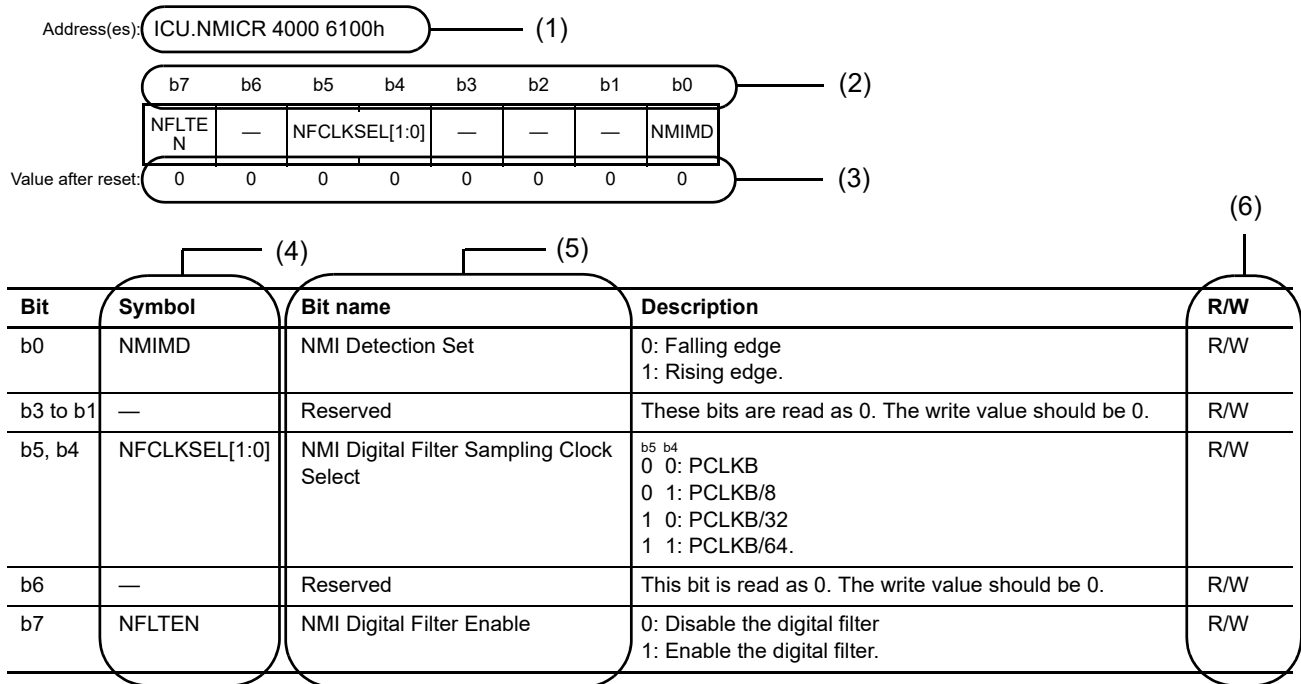 Address(es): ICU.NMICR 4000 6100h (1)
b7 b6 b5 b4 b3 b2 b1 b0 (2)
NFLTE
N — NFCLKSEL[1:0] — — — NMIMD
Value after reset: 0 0 0 0 0 0 0 0 (3)
(6)
(4) (5)
Bit Symbol Bit name Description R/W
b0 NMIMD NMI Detection Set 0: Falling edge R/W
1: Rising edge.
b3 to b1 — Reserved These bits are read as 0. The write value should be 0. R/W
b5, b4 NFCLKSEL[1:0] NMI Digital Filter Sampling Clock b5 b4 R/W
Select 0 0: PCLKB
0 1: PCLKB/8
1 0: PCLKB/32
1 1: PCLKB/64.
b6 — Reserved This bit is read as 0. The write value should be 0. R/W
b7 NFLTEN NMI Digital Filter Enable 0: Disable the digital filter R/W
1: Enable the digital filter.